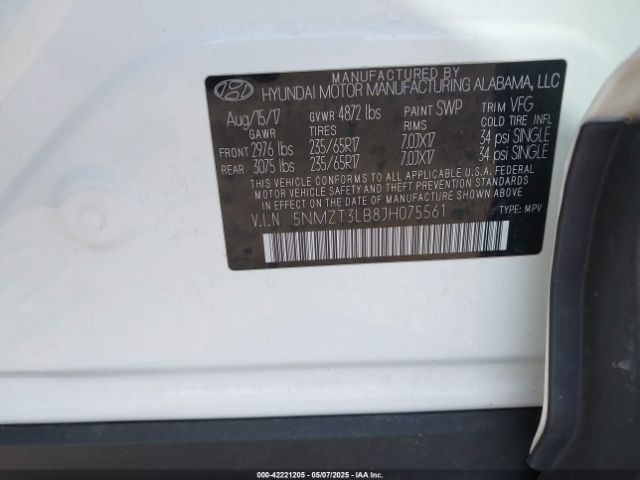 MANUFACTURED BY
HYUNDAI MOTOR MANUFACTURING ALABAMA, LLC
Aug/15/17 GVWR 4872 lbs PAINT SWP TRIM VFG
GAWR TIRES RIMS COLD TIRE INFL
FRONT 2976 lbs 235/65R17 7.0JX17 34 psi SINGLE
REAR 3075 lbs 235/65R17 7.0JX17 34 psi SINGLE
THIS VEHICLE CONFORMS TO ALL APPLICABLE U.S.A. FEDERAL
MOTOR VEHICLE SAFETY AND THEFT PREVENTION STANDARDS
IN EFFECT ON THE DATE OF MANUFACTURE SHOWN ABOVE
V.I.N 5NMZT3LB8JH075561 TYPE: MPV
000-42221205 - 05/07/2025 - IAA Inc.